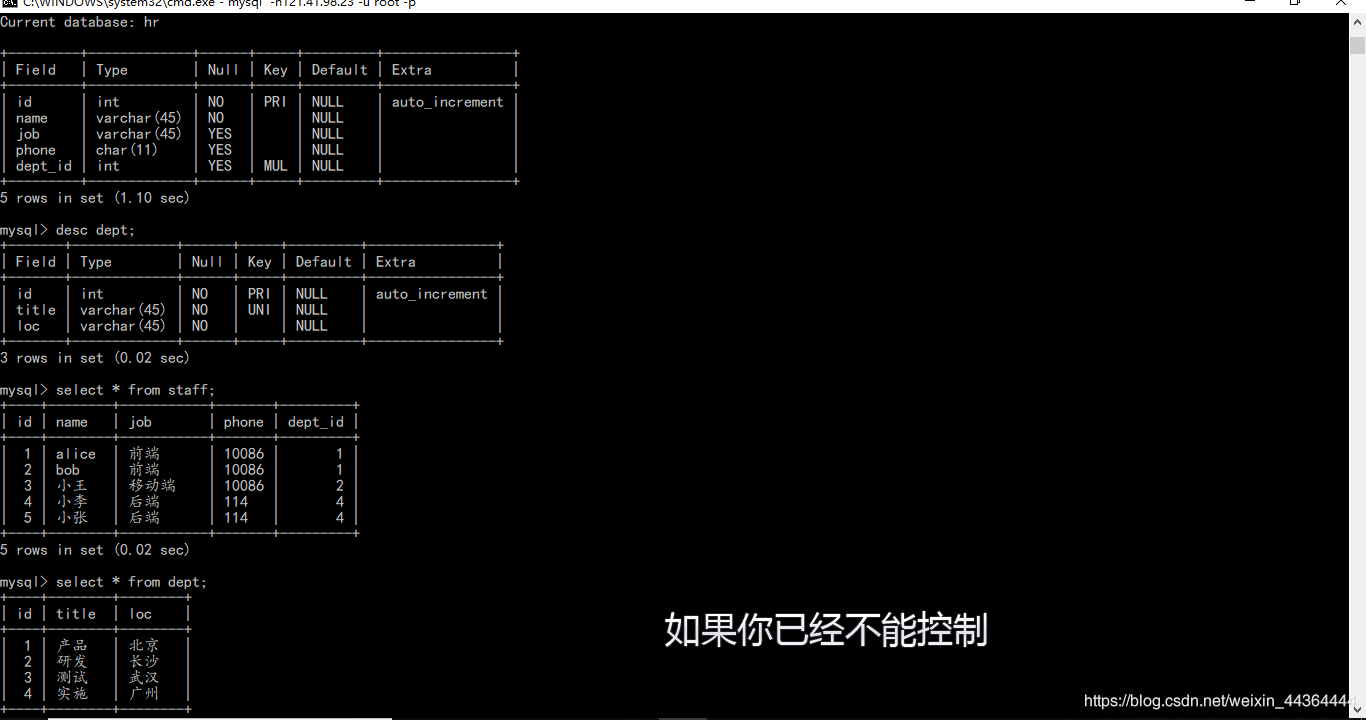 C:\WINDOWS\system32\cmd.exe - mysql -h121.41.98.23 -u root -p
Current database: hr
+---------+-------------+------+-----+---------+----------------+
| Field   | Type        | Null | Key | Default | Extra          |
+---------+-------------+------+-----+---------+----------------+
| id      | int         | NO   | PRI | NULL    | auto_increment |
| name    | varchar(45) | NO   |     | NULL    |                |
| job     | varchar(45) | YES  |     | NULL    |                |
| phone   | char(11)    | YES  |     | NULL    |                |
| dept_id | int         | YES  | MUL | NULL    |                |
+---------+-------------+------+-----+---------+----------------+
5 rows in set (1.10 sec)
mysql> desc dept;
+-------+-------------+------+-----+---------+----------------+
| Field | Type        | Null | Key | Default | Extra          |
+-------+-------------+------+-----+---------+----------------+
| id    | int         | NO   | PRI | NULL    | auto_increment |
| title | varchar(45) | NO   | UNI | NULL    |                |
| loc   | varchar(45) | NO   |     | NULL    |                |
+-------+-------------+------+-----+---------+----------------+
3 rows in set (0.02 sec)
mysql> select * from staff;
+----+--------+-----------+-------+---------+
| id | name   | job       | phone | dept_id |
+----+--------+-----------+-------+---------+
|  1 | alice  | 前端      | 10086 |       1 |
|  2 | bob    | 前端      | 10086 |       1 |
|  3 | 小王   | 移动端    | 10086 |       2 |
|  4 | 小李   | 后端      | 114   |       4 |
|  5 | 小张   | 后端      | 114   |       4 |
+----+--------+-----------+-------+---------+
5 rows in set (0.02 sec)
mysql> select * from dept;
+----+--------+--------+
| id | title  | loc    |
+----+--------+--------+
|  1 | 产品   | 北京   |
|  2 | 研发   | 长沙   |
|  3 | 测试   | 武汉   |
|  4 | 实施   | 广州   |
+----+--------+--------+
如果你已经不能控制
https://blog.csdn.net/weixin_44364444